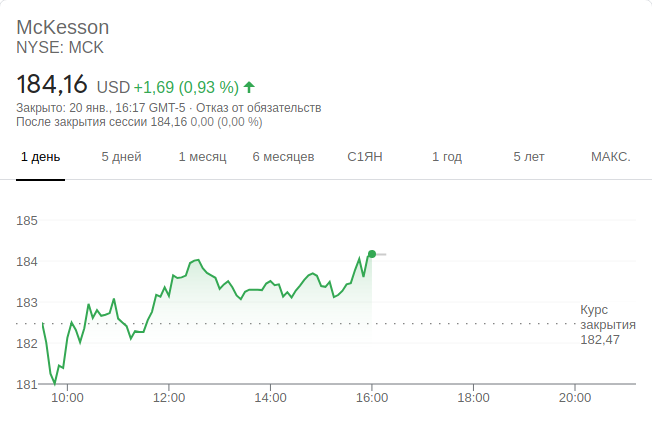 McKesson
NYSE: MCK
184,16 USD +1,69 (0,93 %)
Закрыто: 20 янв., 16:17 GMT-5 · Отказ от обязательств
После закрытия сессии 184,16 0,00 (0,00 %)
1 день 5 дней 1 месяц 6 месяцев С1ЯН 1 год 5 лет МАКС.
185
184
183
Курс
закрытия
182,47
182
181
10:00 12:00 14:00 16:00 18:00 20:00